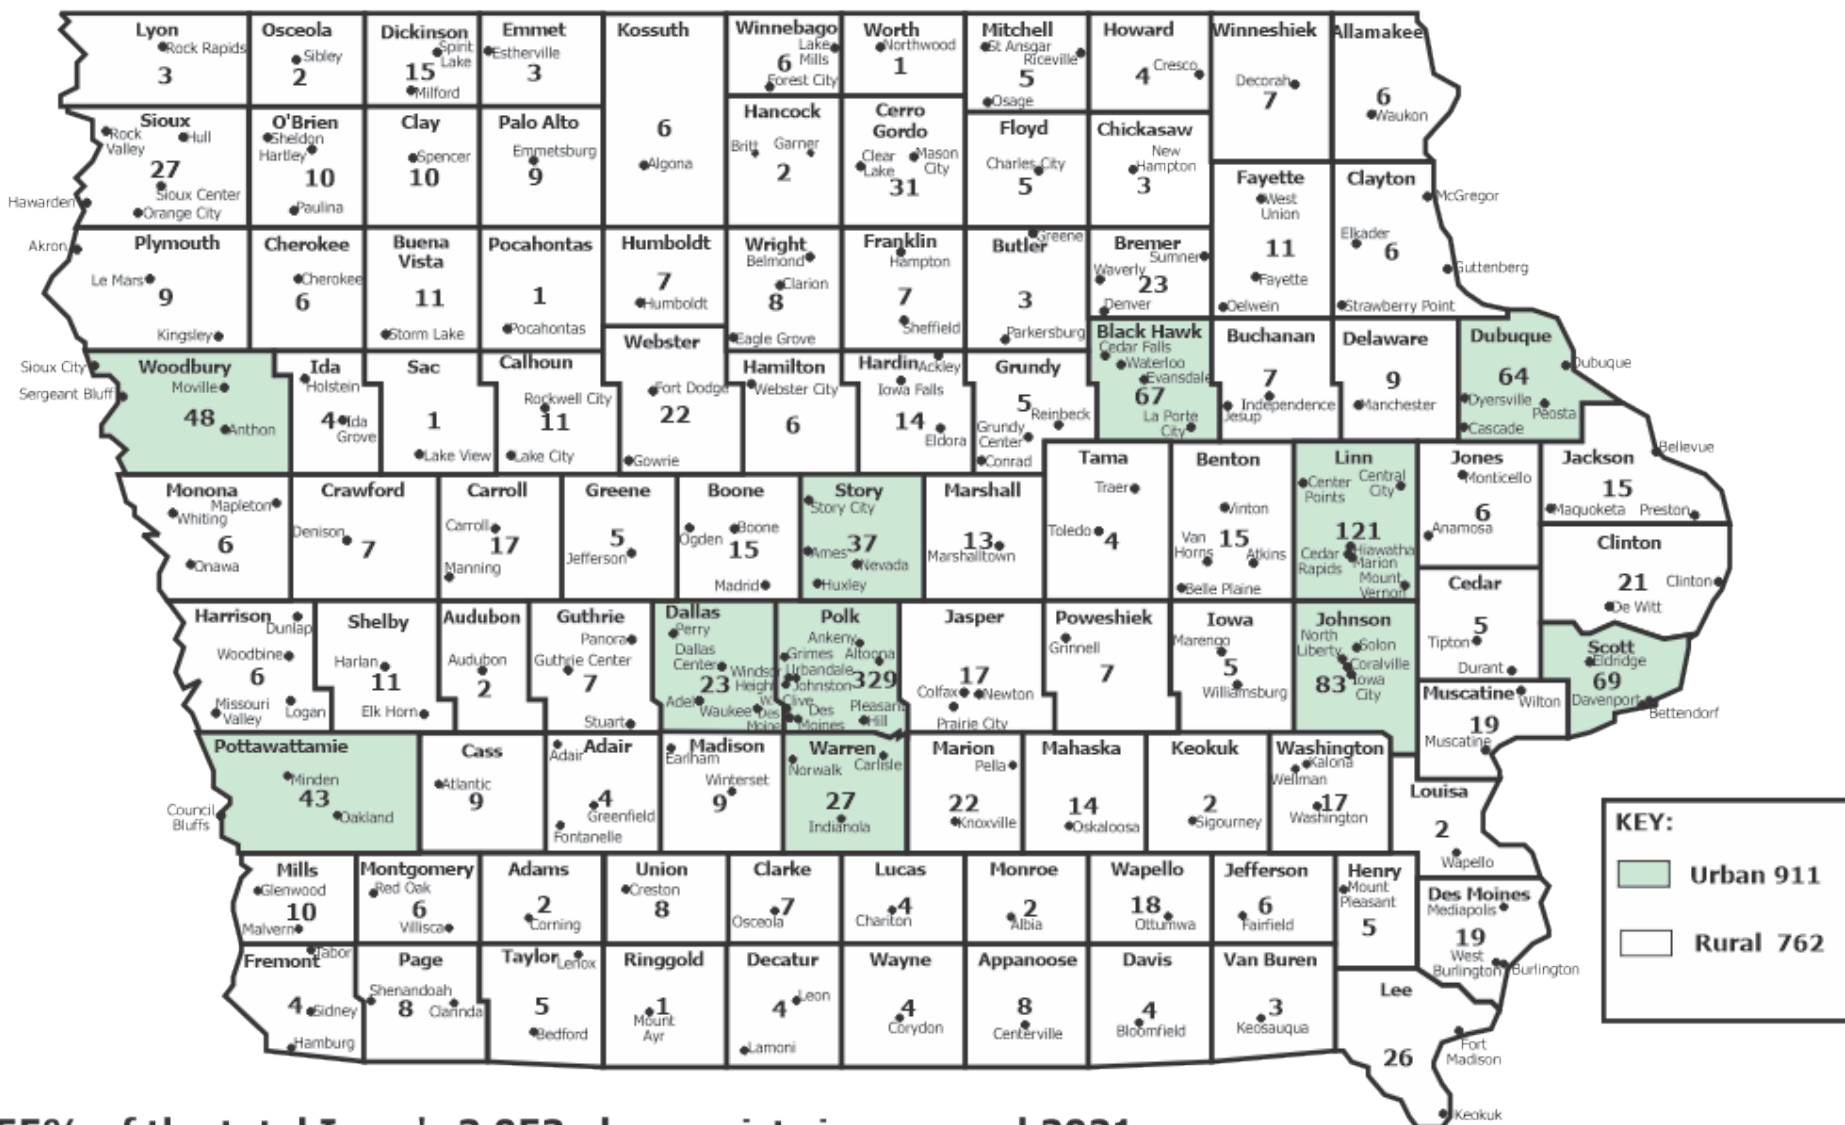 Lyon
Rock Rapids
3
Osceola
Sibley
2
Dickinson
Spirit
Lake
15
Milford
Emmet
Estherville
3
Kossuth
6
Algona
Winnebago
Lake
Mills
6
Forest City
Worth
Northwood
1
Mitchell
St Ansgar
Riceville
5
Osage
Howard
Cresco
4
Winneshiek
Decorah
7
Allamakee
6
Waukon
Sioux
Rock
Valley
Hull
27
Sioux Center
Orange City
Hawarden
O'Brien
Sheldon
Hartley
10
Paulina
Clay
Spencer
10
Palo Alto
Emmetsburg
9
Hancock
Britt
Garner
2
Cerro
Gordo
Clear
Lake
Mason
City
31
Floyd
Charles City
5
Chickasaw
New
Hampton
3
Fayette
West
Union
11
Fayette
Oelwein
Clayton
McGregor
Elkader
6
Guttenberg
Strawberry Point
Akron
Plymouth
Le Mars
9
Kingsley
Cherokee
Cherokee
6
Buena
Vista
11
Storm Lake
Pocahontas
1
Pocahontas
Humboldt
7
Humboldt
Wright
Belmond
Clarion
8
Eagle Grove
Franklin
Hampton
7
Sheffield
Butler
Greene
3
Parkersburg
Bremer
Sumner
Waverly
23
Denver
Sioux City
Sergeant Bluff
Woodbury
Moville
48
Anthon
Ida
Holstein
4
Ida
Grove
Sac
1
Lake View
Calhoun
Rockwell City
11
Lake City
Webster
Fort Dodge
22
Gowrie
Hamilton
Webster City
6
Hardin
Ackley
Iowa Falls
14
Eldora
Grundy
5
Reinbeck
Grundy
Center
Conrad
Black Hawk
Cedar Falls
Waterloo
Evansdale
67
La Porte
City
Buchanan
7
Independence
Jesup
Delaware
9
Manchester
Dubuque
Dubuque
64
Dyersville
Peosta
Cascade
Monona
Mapleton
Whiting
6
Onawa
Crawford
Denison
7
Carroll
Carroll
17
Manning
Greene
5
Jefferson
Boone
Boone
Ogden
15
Madrid
Story
Story City
37
Ames
Nevada
Huxley
Marshall
13
Marshalltown
Tama
Traer
Toledo
4
Benton
Vinton
Van
Horns
15
Atkins
Belle Plaine
Linn
Center
Points
Central
City
121
Cedar
Rapids
Hiawatha
Marion
Mount
Vernon
Jones
Monticello
6
Anamosa
Jackson
Bellevue
15
Maquoketa
Preston
Clinton
21
Clinton
De Witt
Cedar
5
Tipton
Durant
Harrison
Dunlap
Woodbine
6
Missouri
Valley
Logan
Shelby
Harlan
11
Elk Horn
Audubon
Audubon
2
Guthrie
Panora
Guthrie Center
7
Stuart
Dallas
Perry
Dallas
Center
23
Adel
Waukee
Windsor
Height
W.
Des
Moine
Polk
Ankeny
Grimes
Altoona
Urbandale
Johnston
329
Clive
Des
Moines
Pleasant
Hill
Jasper
17
Colfax
Newton
Prairie City
Poweshiek
Grinnell
7
Iowa
Marengo
5
Williamsburg
Johnson
North
Liberty
Solon
Coralville
83
Iowa
City
Scott
Eldridge
69
Davenport
Bettendorf
Muscatine
Wilton
19
Muscatine
Pottawattamie
Minden
43
Oakland
Council
Bluffs
Cass
Atlantic
9
Adair
Adair
4
Greenfield
Fontanelle
Madison
Earlham
Winterset
9
Warren
Norwalk
Carlisle
27
Indianola
Marion
Pella
22
Knoxville
Mahaska
14
Oskaloosa
Keokuk
2
Sigourney
Washington
Kalona
Wellman
17
Washington
Louisa
2
Wapello
Mills
Glenwood
10
Malvern
Montgomery
Red Oak
6
Villisca
Adams
2
Corning
Union
Creston
8
Clarke
7
Osceola
Lucas
4
Chariton
Monroe
2
Albia
Wapello
18
Ottumwa
Jefferson
6
Fairfield
Henry
Mount
Pleasant
5
Des Moines
Mediapolis
19
West
Burlington
Burlington
Fremont
Tabor
4
Sidney
Hamburg
Page
Shenandoah
8
Clarinda
Taylor
Lenox
5
Bedford
Ringgold
1
Mount
Ayr
Decatur
Leon
4
Lamoni
Wayne
4
Corydon
Appanoose
8
Centerville
Davis
4
Bloomfield
Van Buren
3
Keosauqua
Lee
26
Fort
Madison
Keokuk
KEY:
Urban 911
Rural 762
55% of the total Iowa's